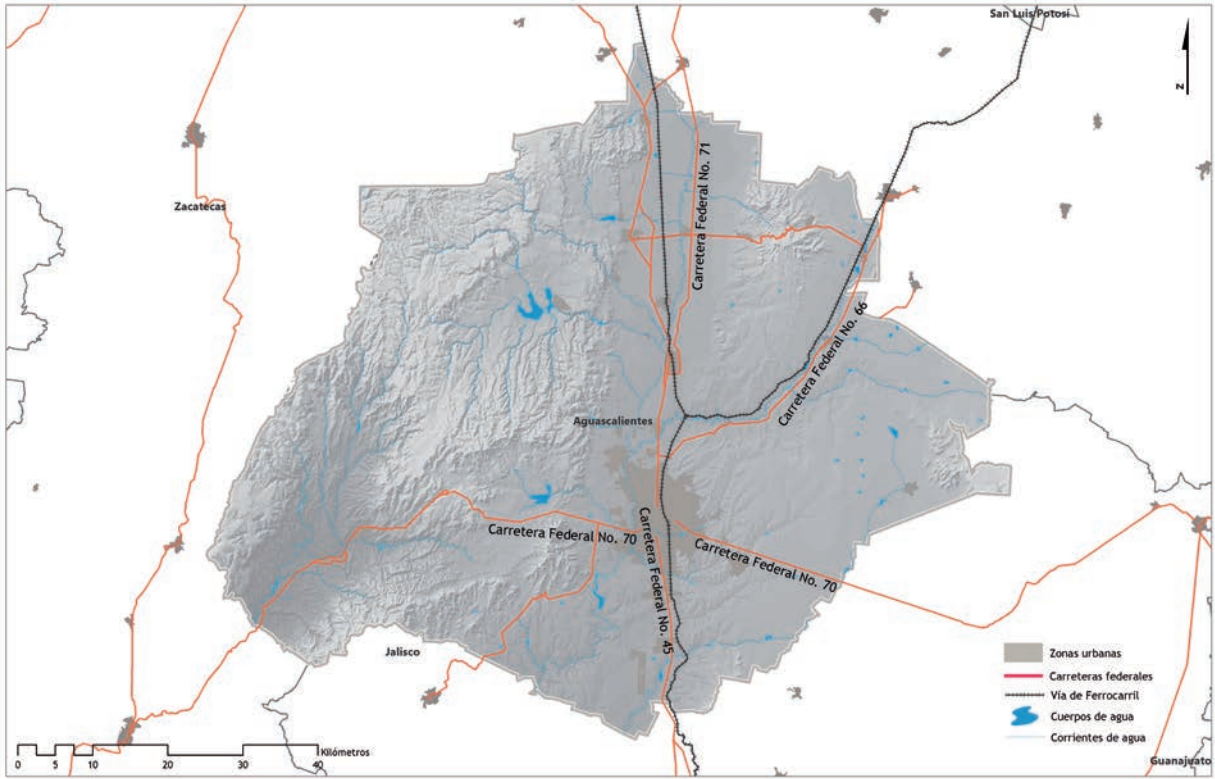 San Luis Potosí
N
Carretera Federal No. 71
Zacatecas
Carretera Federal No. 66
Aguascalientes
Carretera Federal No. 70
Carretera Federal No. 45
Carretera Federal No. 70
Jalisco
Zonas urbanas
Carreteras federales
Vía de Ferrocarril
Cuerpos de agua
Corrientes de agua
Kilómetros
0 5 10 20 30 40
Guanajuato